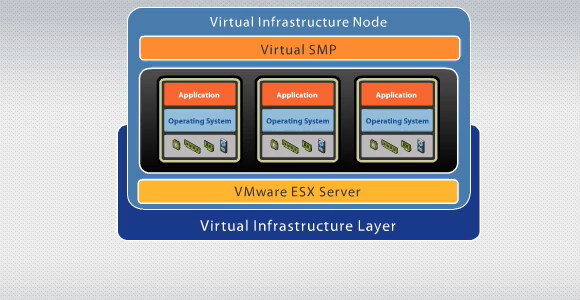 Virtual Infrastructure Node
Virtual SMP
Application Application Application
Operating System Operating System Operating System
VMware ESX Server
Virtual Infrastructure Layer